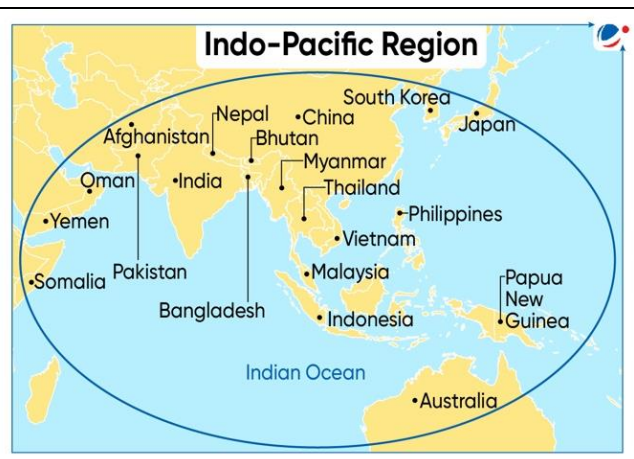 Indo-Pacific Region
South Korea
Nepal
China
Japan
Afghanistan
Bhutan
Myanmar
Oman
India
Thailand
Yemen
Philippines
Vietnam
Somalia
Pakistan
Malaysia
Papua
New
Guinea
Bangladesh
Indonesia
Indian Ocean
Australia